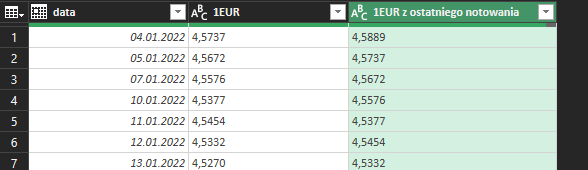 data ABC 1EUR ABC 1EUR z ostatniego notowania
1 04.01.2022 4,5737 4,5889
2 05.01.2022 4,5672 4,5737
3 07.01.2022 4,5576 4,5672
4 10.01.2022 4,5377 4,5576
5 11.01.2022 4,5454 4,5377
6 12.01.2022 4,5332 4,5454
7 13.01.2022 4,5270 4,5332